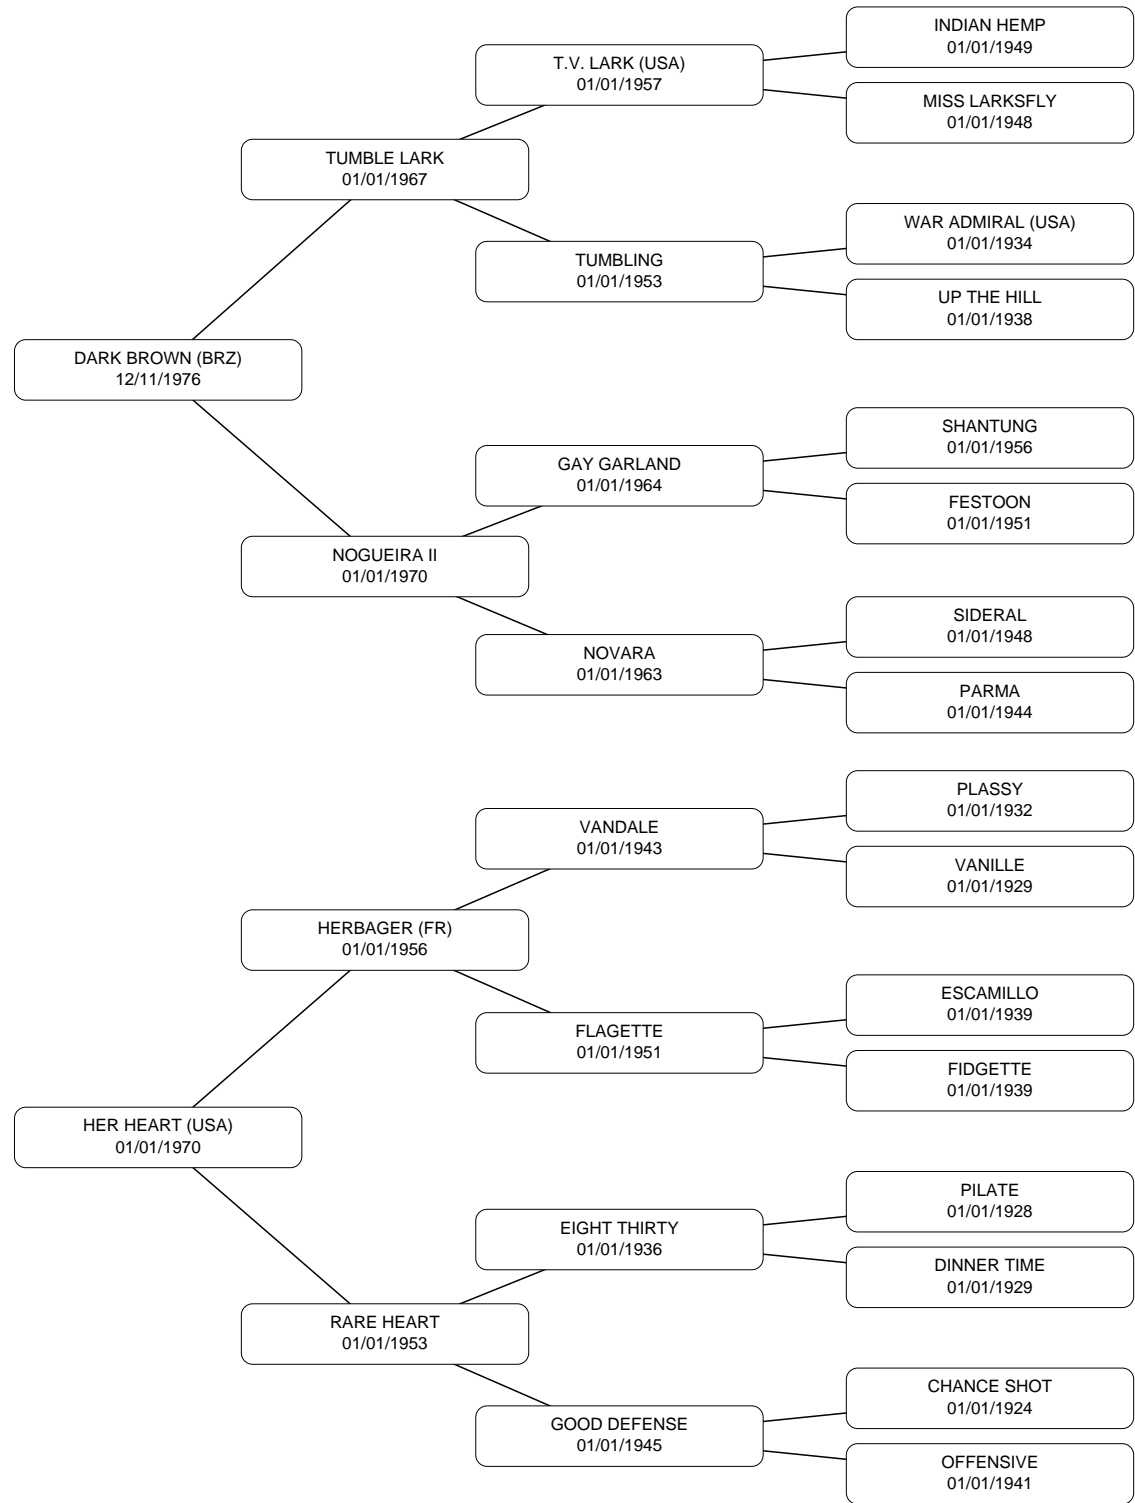 INDIAN HEMP
01/01/1949
T.V. LARK (USA)
01/01/1957
MISS LARKSFLY
01/01/1948
TUMBLE LARK
01/01/1967
WAR ADMIRAL (USA)
01/01/1934
TUMBLING
01/01/1953
UP THE HILL
01/01/1938
DARK BROWN (BRZ)
12/11/1976
SHANTUNG
01/01/1956
GAY GARLAND
01/01/1964
FESTOON
01/01/1951
NOGUEIRA II
01/01/1970
SIDERAL
01/01/1948
NOVARA
01/01/1963
PARMA
01/01/1944
PLASSY
01/01/1932
VANDALE
01/01/1943
VANILLE
01/01/1929
HERBAGER (FR)
01/01/1956
ESCAMILLO
01/01/1939
FLAGETTE
01/01/1951
FIDGETTE
01/01/1939
HER HEART (USA)
01/01/1970
PILATE
01/01/1928
EIGHT THIRTY
01/01/1936
DINNER TIME
01/01/1929
RARE HEART
01/01/1953
CHANCE SHOT
01/01/1924
GOOD DEFENSE
01/01/1945
OFFENSIVE
01/01/1941